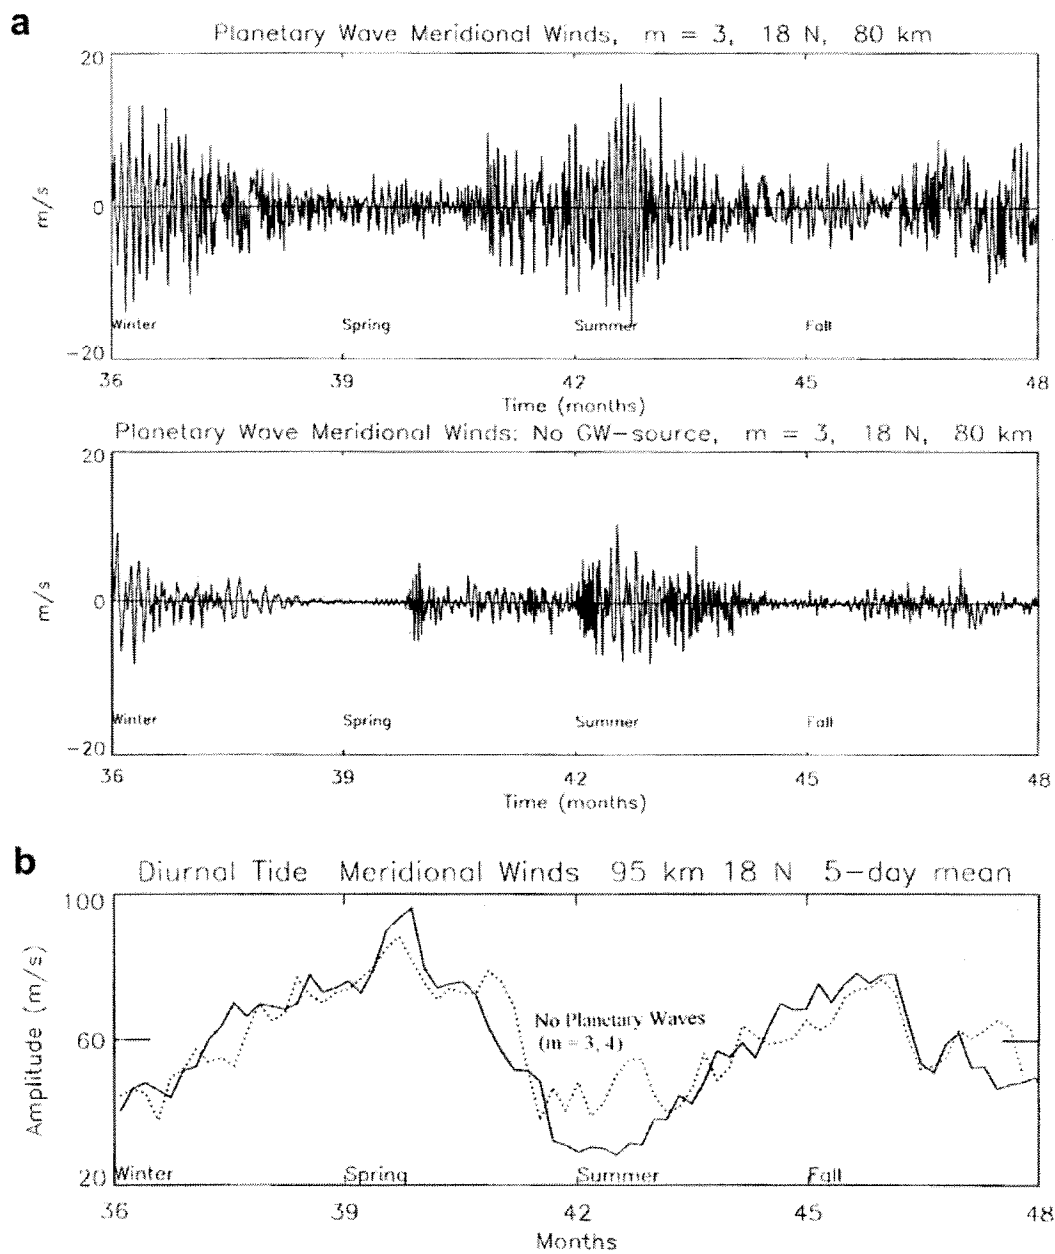 a
Planetary Wave Meridional Winds, m = 3, 18 N, 80 km
20
m/s
0
Winter Spring Summer Fall
-20
36 39 42 45 48
Time (months)
Planetary Wave Meridional Winds: No GW-source, m = 3, 18 N, 80 km
20
m/s
0
Winter Spring Summer Fall
-20
36 39 42 45 48
Time (months)
b
Diurnal Tide Meridional Winds 95 km 18 N 5-day mean
100
Amplitude (m/s)
No Planetary Waves
60
(m = 3, 4)
20
Winter Spring Summer Fall
36 39 42 45 48
Months